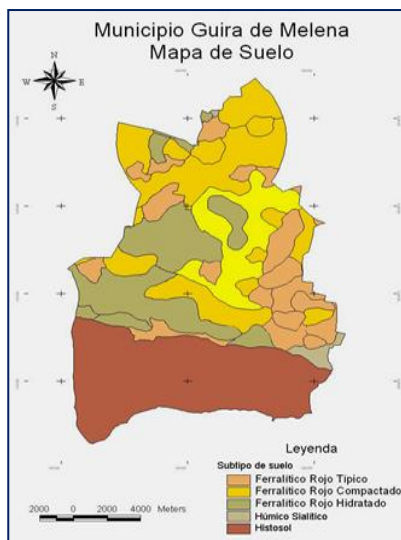 Municipio Guira de Melena
Mapa de Suelo
N
W
E
S
Leyenda
Subtipo de suelo
Ferralítico Rojo Típico
Ferralítico Rojo Compactado
Ferralítico Rojo Hidratado
Húmico Sialítico
Histosol
2000 0 2000 4000 Meters